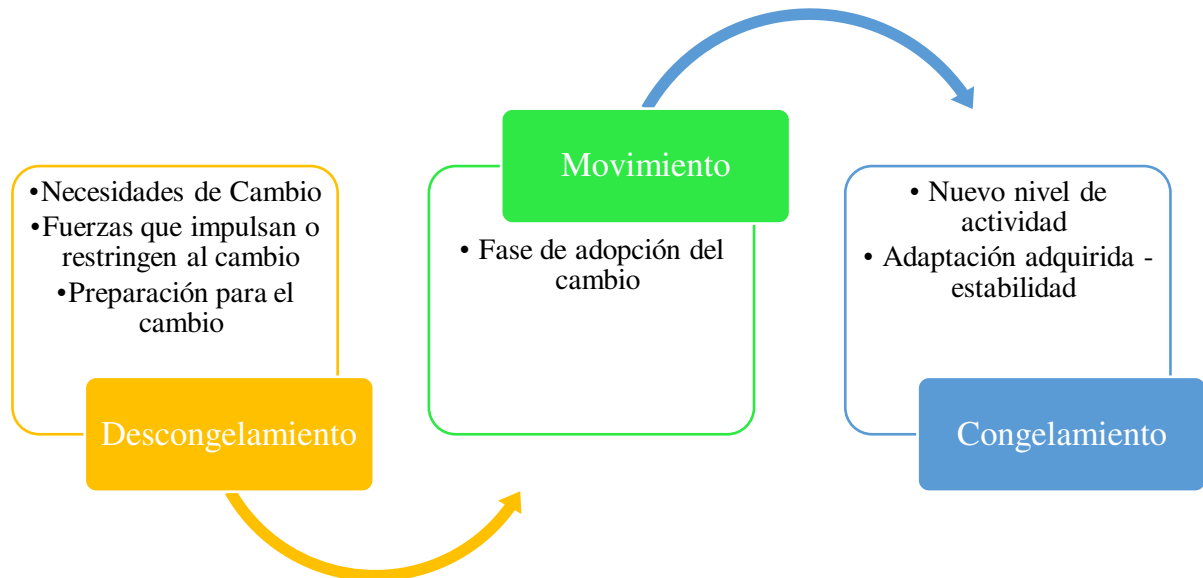 •Necesidades de Cambio
•Fuerzas que impulsan o
restringen al cambio
•Preparación para el
cambio
Descongelamiento
Movimiento
• Fase de adopción del
cambio
• Nuevo nivel de
actividad
• Adaptación adquirida -
estabilidad
Congelamiento